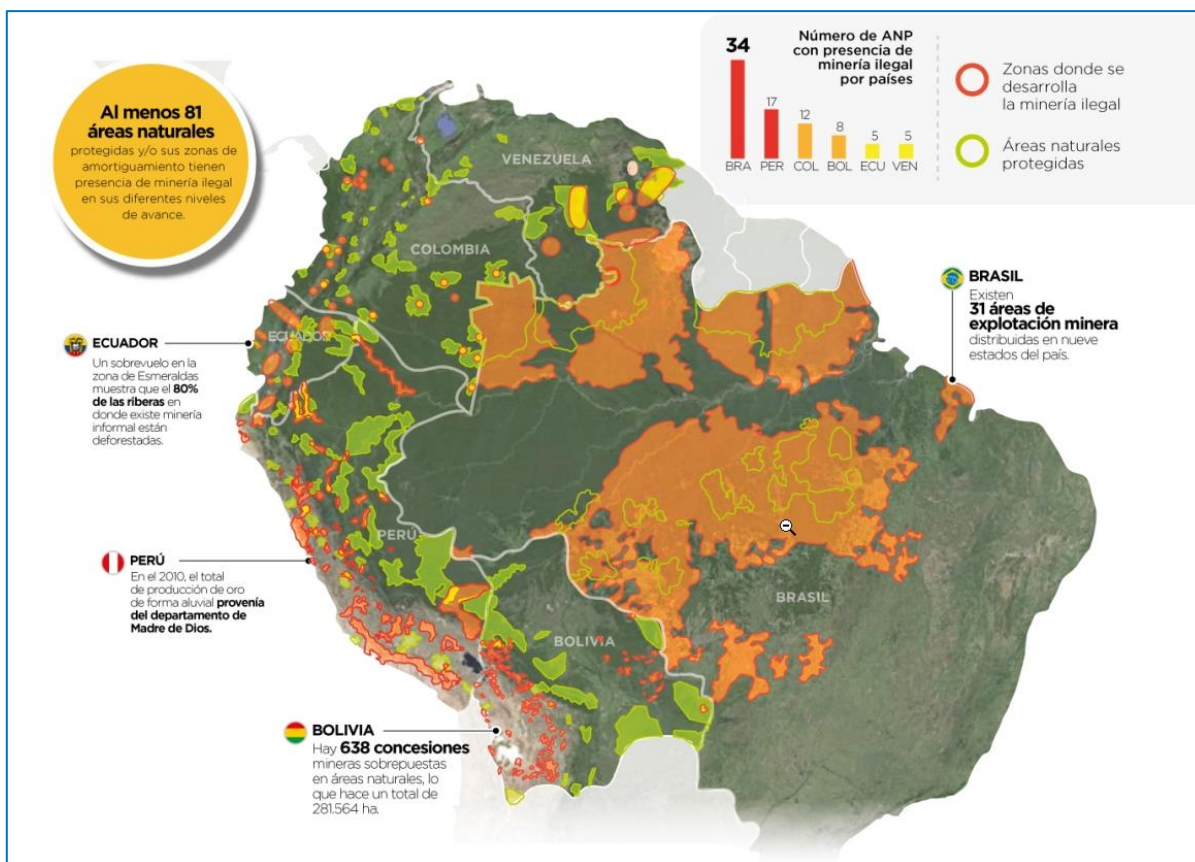 Al menos 81
áreas naturales
protegidas y/o sus zonas de
amortiguamiento tienen
presencia de minería ilegal
en sus diferentes niveles
de avance.
Número de ANP
con presencia de
minería ilegal
por países
34
17
12
8
5
5
BRA
PER
COL
BOL
ECU
VEN
Zonas donde se
desarrolla
la minería ilegal
Áreas naturales
protegidas
VENEZUELA
COLOMBIA
ECUADOR
PERÚ
BOLIVIA
BRASIL
BRASIL
Existen
31 áreas de
explotación minera
distribuidas en nueve
estados del país.
ECUADOR
Un sobrevuelo en la
zona de Esmeraldas
muestra que el 80%
de las riberas en
donde existe minería
informal están
deforestadas.
PERÚ
En el 2010, el total
de producción de oro
de forma aluvial provenía
del departamento de
Madre de Dios.
BOLIVIA
Hay 638 concesiones
mineras sobrepuestas
en áreas naturales, lo
que hace un total de
281.564 ha.